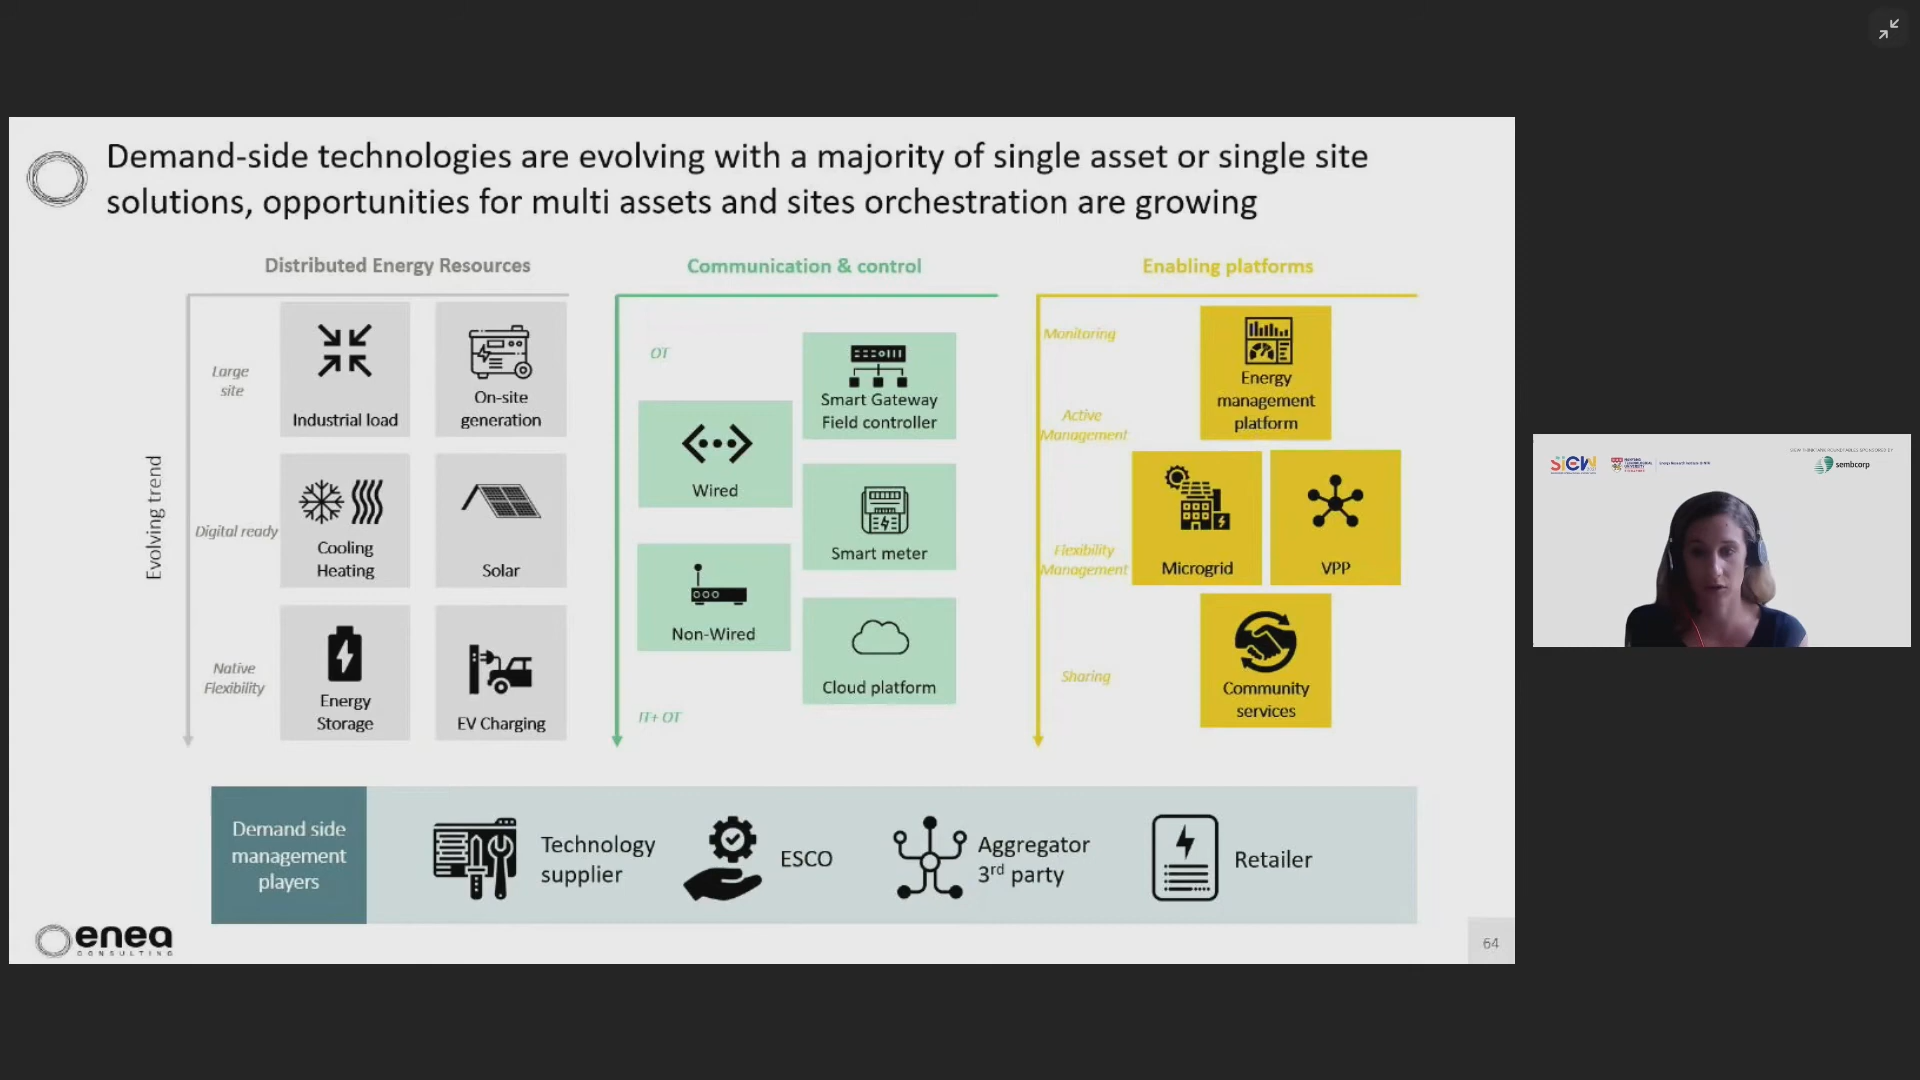 Demand-side technologies are evolving with a majority of single asset or single site
solutions, opportunities for multi assets and sites orchestration are growing
Distributed Energy Resources
Communication & control
Enabling platforms
Evolving trend
Large
site
Industrial load
On-site
generation
Digital ready
Cooling
Heating
Solar
Native
Flexibility
Energy
Storage
EV Charging
OT
Smart Gateway
Field controller
Wired
Smart meter
Non-Wired
Cloud platform
IT+ OT
Monitoring
Energy
management
platform
Active
Management
Microgrid
VPP
Flexibility
Management
Sharing
Community
services
Demand side
management
players
Technology
supplier
ESCO
Aggregator
3rd party
Retailer
enea
CONSULTING
64
SIEW
sembcorp